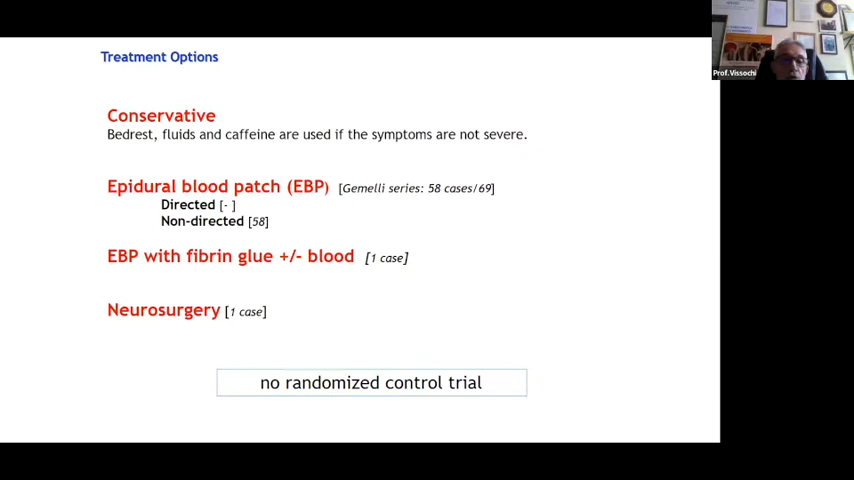 Treatment Options
Prof.Vissochi
Conservative
Bedrest, fluids and caffeine are used if the symptoms are not severe.
Epidural blood patch (EBP) [Gemelli series: 58 cases/69]
Directed [- ]
Non-directed [58]
EBP with fibrin glue +/- blood [1 case]
Neurosurgery [1 case]
no randomized control trial